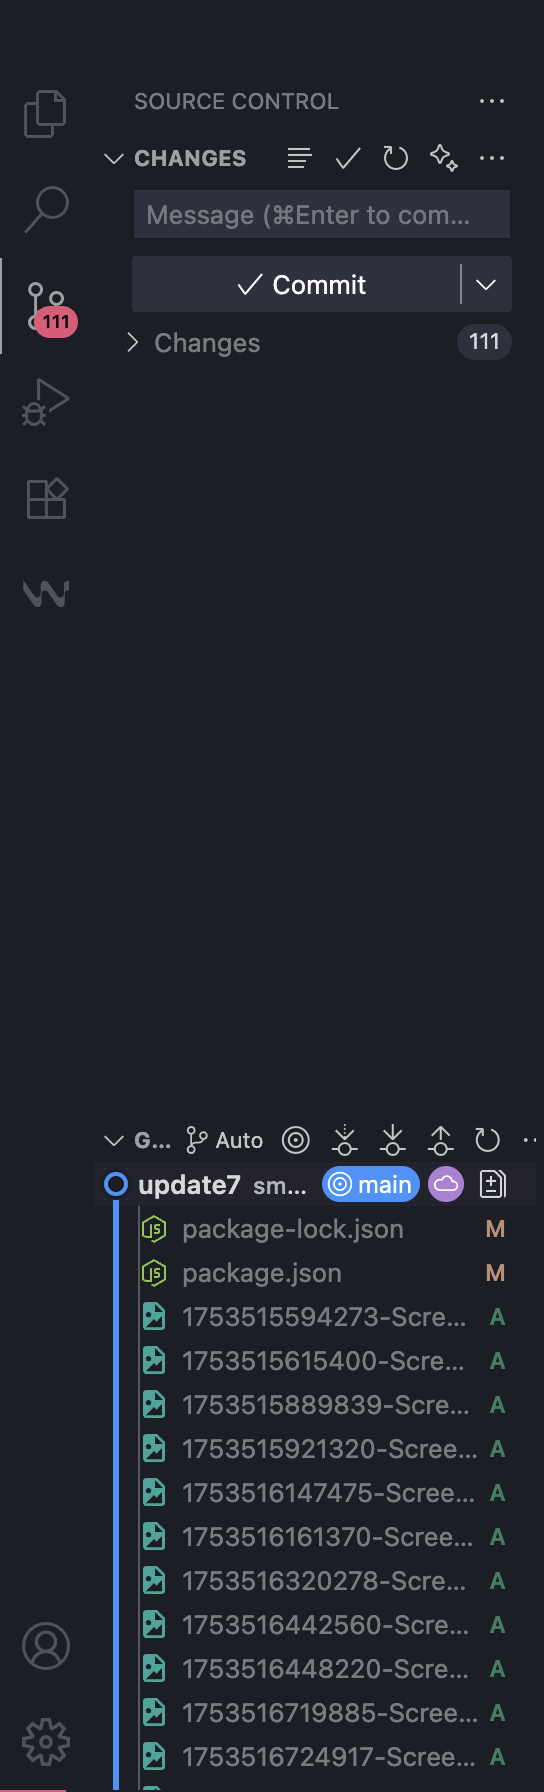 SOURCE CONTROL
CHANGES
Message (⌘Enter to com...
Commit
111
Changes 111
G... Auto
update7 sm... main
package-lock.json M
package.json M
1753515594273-Scre... A
1753515615400-Scre... A
1753515889839-Scre... A
1753515921320-Scree... A
1753516147475-Scree... A
1753516161370-Scree... A
1753516320278-Scre... A
1753516442560-Scre... A
1753516448220-Scre... A
1753516719885-Scree... A
1753516724917-Scree... A